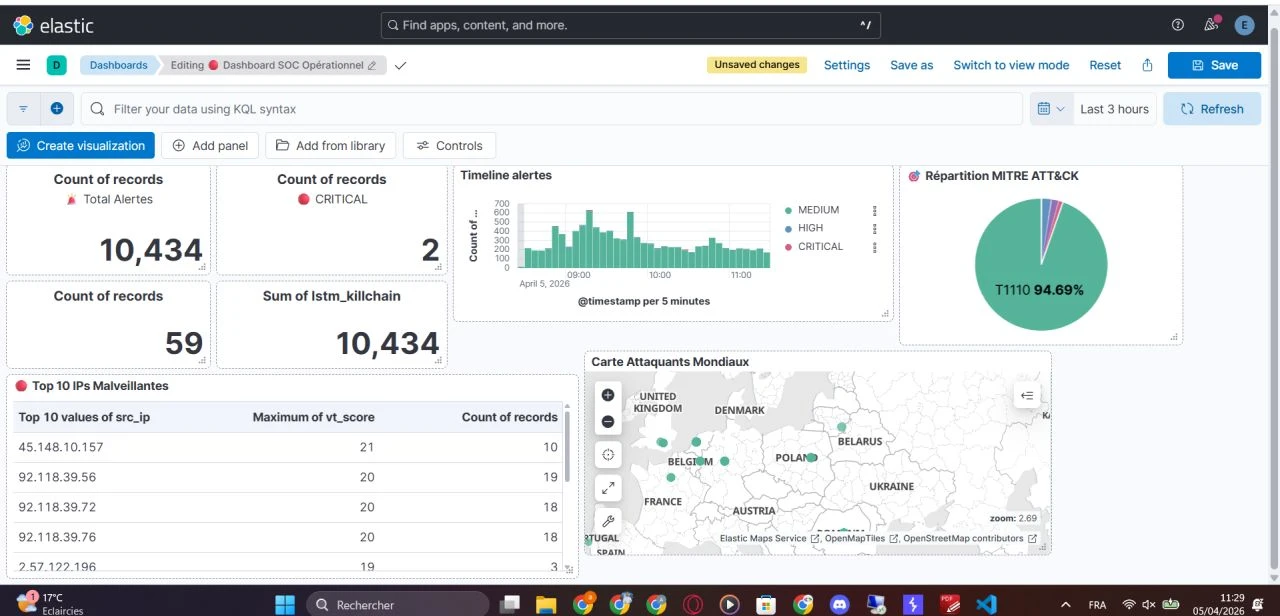 elastic
Find apps, content, and more.
^/
E
D
Dashboards
Editing 🔴 Dashboard SOC Opérationnel
Unsaved changes
Settings
Save as
Switch to view mode
Reset
Save
Filter your data using KQL syntax
Last 3 hours
Refresh
Create visualization
Add panel
Add from library
Controls
Count of records
🚨 Total Alertes
10,434
Count of records
🔴 CRITICAL
2
Count of records
59
Sum of lstm_killchain
10,434
Timeline alertes
Count of ...
700
600
500
400
300
200
100
0
09:00
10:00
11:00
April 5, 2026
@timestamp per 5 minutes
MEDIUM
HIGH
CRITICAL
🎯 Répartition MITRE ATT&CK
T1110 94.69%
🔴 Top 10 IPs Malveillantes
Top 10 values of src_ip Maximum of vt_score Count of records
45.148.10.157 21 10
92.118.39.56 20 19
92.118.39.72 20 18
92.118.39.76 20 18
2.57.122.196 19 3
Carte Attaquants Mondiaux
UNITED
KINGDOM
DENMARK
BELARUS
BELGIUM
POLAND
UKRAINE
FRANCE
AUSTRIA
ROMANIA
RTUGAL
SPAIN
KA
zoom: 2.69
Elastic Maps Service , OpenMapTiles , OpenStreetMap contributors
1
17°C
Eclaircies
Rechercher
PDF
FRA
11:29
05/04/2026